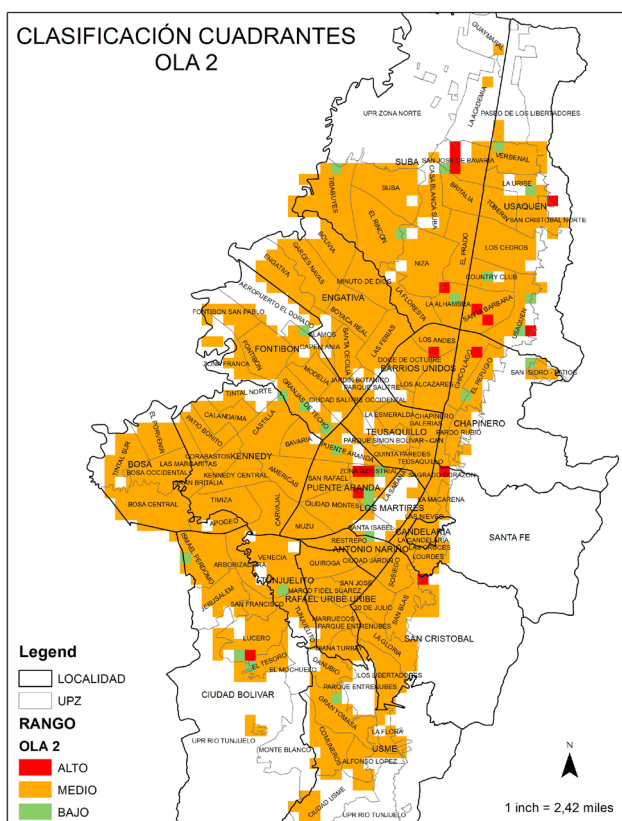 CLASIFICACIÓN CUADRANTES
OLA 2
GUAYMARAL
LA ACADEMIA
UPR ZONA NORTE
PASEO DE LOS LIBERTADORES
SUBA
SAN JOSE DE BAVARIA
VERBENAL
TIBABUYES
SUBA
CASA BLANCA SUBA
BRITALIA
LA URIBE
USAQUEN
TOBERIN
SAN CRISTOBAL NORTE
EL RINCON
EL PRADO
LOS CEDROS
BOLIVIA
GARCES NAVAS
ENGATIVA
NIZA
COUNTRY CLUB
MINUTO DE DIOS
LA FLORESTA
AEROPUERTO EL DORADO
ENGATIVA
LA ALHAMBRA
SANTA BARBARA
FONTIBON SAN PABLO
BOYACA REAL
USAQUEN
ALAMOS
LAS FERIAS
LOS ANDES
CAPELLANIA
SANTA CECILIA
FONTIBON
FONTIBON
DOCE DE OCTUBRE
CHICO LAGO
ZONA FRANCA
MODELIA
BARRIOS UNIDOS
EL REFUGIO
JARDIN BOTANICO
PARQUE SALITRE
LOS ALCAZARES
TINTAL NORTE
GRANJAS DE TECHO
CIUDAD SALITRE OCCIDENTAL
EL PORVENIR
CALANDAIMA
LA ESMERALDA
CHAPINERO
PATIO BONITO
CASTILLA
GALERIAS
CHAPINERO
TEUSAQUILLO
PARDO RUBIO
TINTAL SUR
BAVARIA
PARQUE SIMON BOLIVAR - CAN
PUENTE ARANDA
QUINTA PAREDES
CORABASTOS
KENNEDY
TEUSAQUILLO
BOSA
LAS MARGARITAS
ZONA INDUSTRIAL
SAGRADO CORAZON
BOSA OCCIDENTAL
KENNEDY CENTRAL
AMERICAS
SAN RAFAEL
LA SABANA
GRAN BRITALIA
PUENTE ARANDA
BOSA CENTRAL
TIMIZA
CARVAJAL
CIUDAD MONTES
LOS MARTIRES
LA MACARENA
APOGEO
MUZU
SANTA ISABEL
LAS NIEVES
CANDELARIA
SANTA FE
ISMAEL PERDOMO
RESTREPO
LA CANDELARIA
VENECIA
ANTONIO NARIÑO
LAS CRUCES
ARBORIZADORA
QUIROGA
CIUDAD JARDIN
LOURDES
TUNJUELITO
SAN JOSE
SOSIEGO
JERUSALEM
MARCO FIDEL SUAREZ
SAN FRANCISCO
RAFAEL URIBE URIBE
20 DE JULIO
SAN BLAS
TUNJUELITO
MARRUECOS
PARQUE ENTRENUBES
LUCERO
LA GLORIA
SAN CRISTOBAL
DIANA TURBAY
EL TESORO
DANUBIO
EL MOCHUELO
LOS LIBERTADORES
PARQUE ENTRENUBES
CIUDAD BOLIVAR
GRAN YOMASA
LA FLORA
UPR RIO TUNJUELO
COMUNEROS
USME
MONTE BLANCO
ALFONSO LOPEZ
CIUDAD USME
UPR RIO TUNJUELO
Legend
LOCALIDAD
UPZ
RANGO
OLA 2
ALTO
MEDIO
BAJO
N
1 inch = 2,42 miles